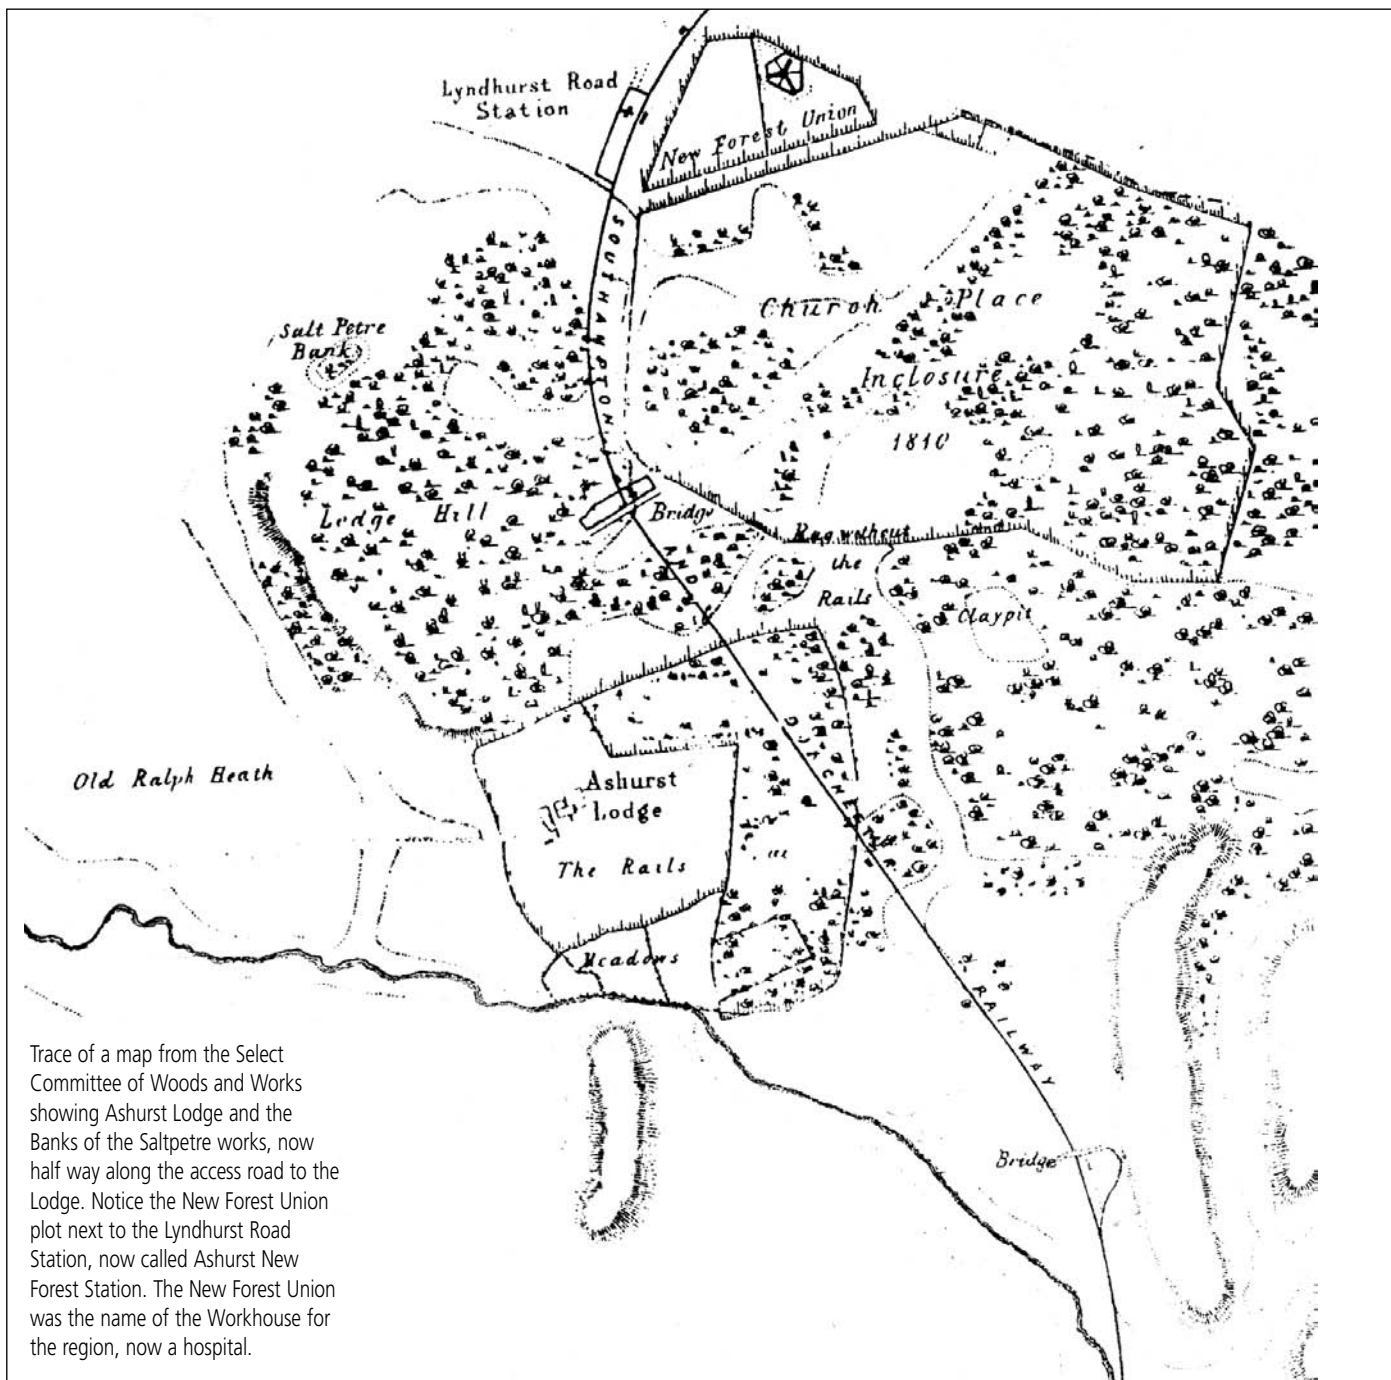 Lyndhurst Road
Station
New Forest Union
SOUTHAMPTON
Church Place
Inclosure
1810
Salt Petre
Bank
Lodge Hill
Bridge
AND
the
Rails
Claypit
DORCHESTER
Old Ralph Heath
Ashurst
Lodge
The Rails
Meadows
RAILWAY
Bridge
Trace of a map from the Select
Committee of Woods and Works
showing Ashurst Lodge and the
Banks of the Saltpetre works, now
half way along the access road to the
Lodge. Notice the New Forest Union
plot next to the Lyndhurst Road
Station, now called Ashurst New
Forest Station. The New Forest Union
was the name of the Workhouse for
the region, now a hospital.